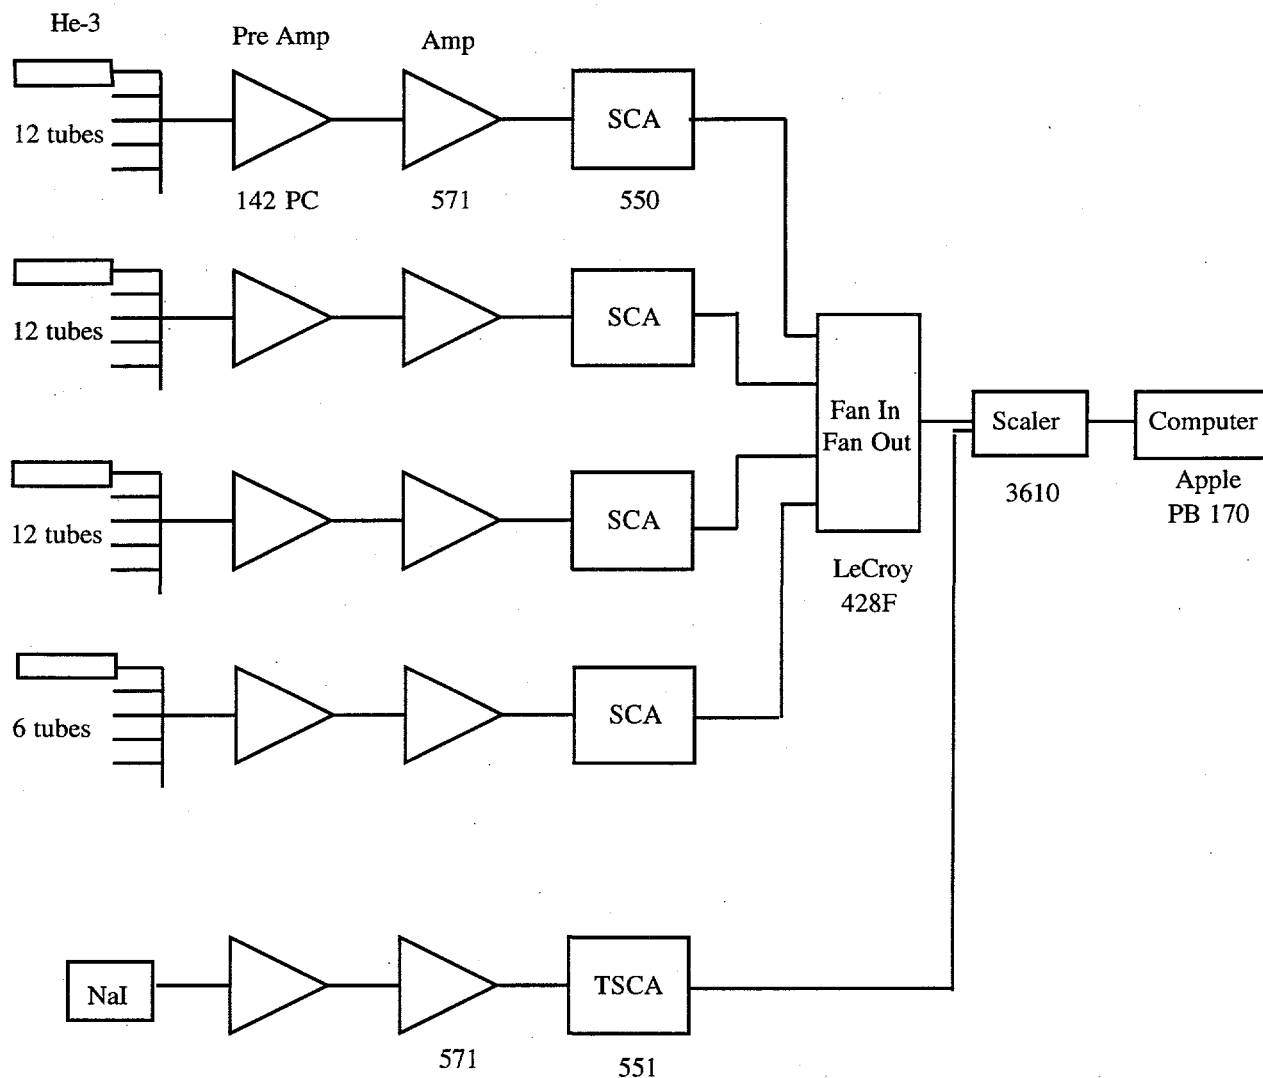 He-3
Pre Amp
Amp
12 tubes
SCA
142 PC
571
550
12 tubes
SCA
Fan In
Fan Out
Scaler
Computer
3610
Apple
PB 170
12 tubes
SCA
LeCroy
428F
6 tubes
SCA
NaI
TSCA
571
551